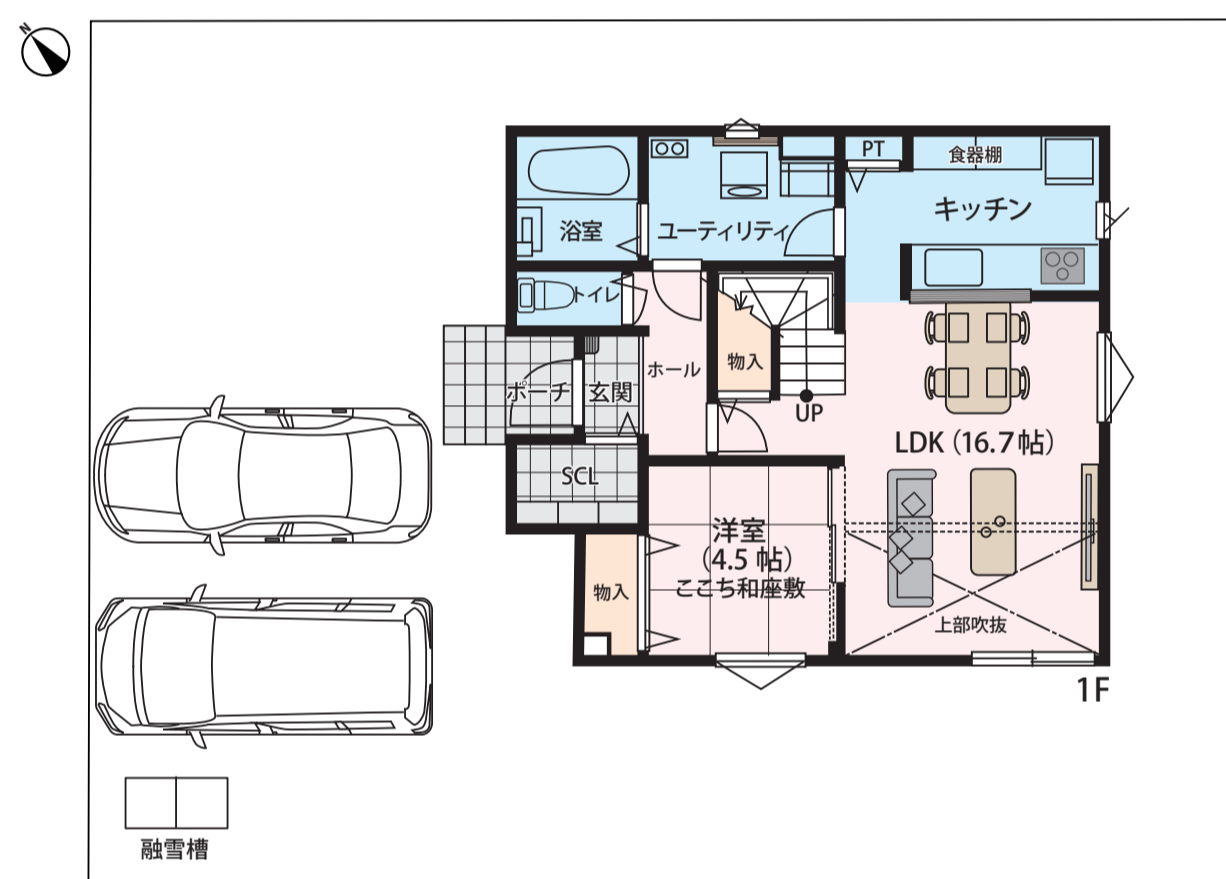 N
PT
食器棚
キッチン
浴室
ユーティリティ
トイレ
ホール
物入
ポーチ
玄関
UP
LDK（16.7帖）
SCL
洋室
（4.5 帖）
ここち和座敷
物入
上部吹抜
1F
融雪槽